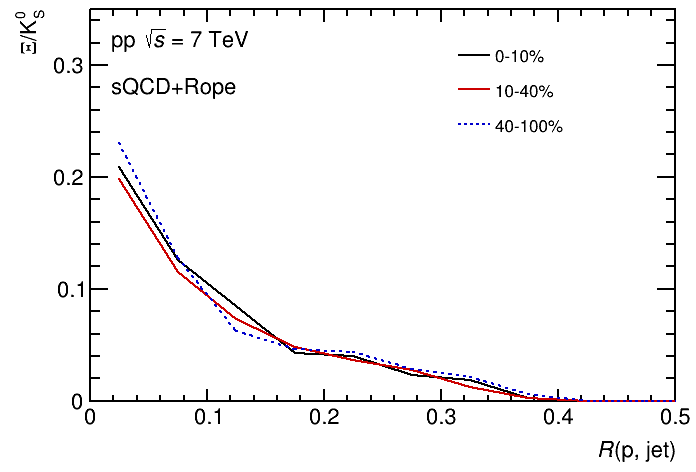 Ξ/K⁰S
pp √s = 7 TeV
sQCD+Rope
0-10%
10-40%
40-100%
0.3
0.2
0.1
0
0 0.1 0.2 0.3 0.4 0.5
R(p, jet)